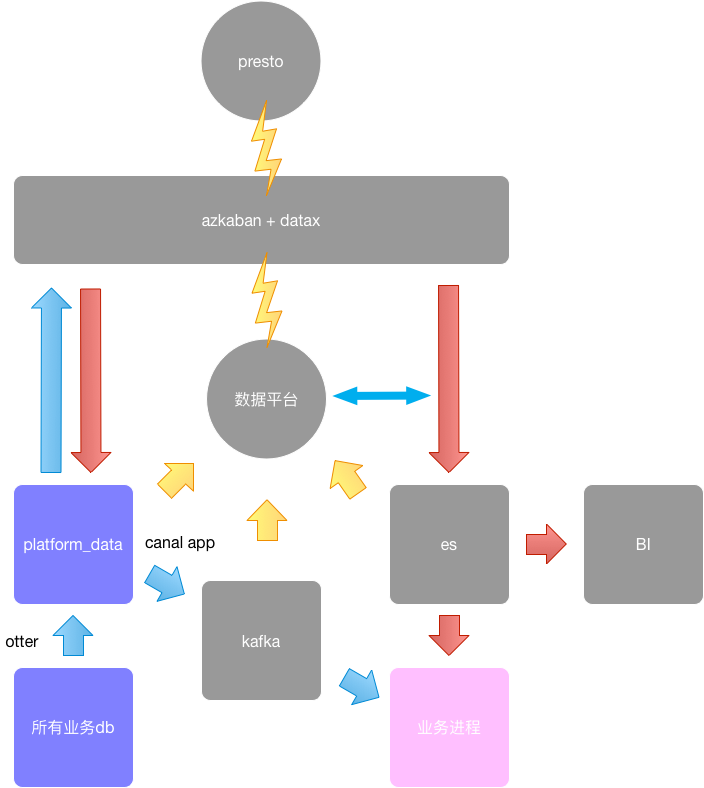 presto
azkaban + datax
数据平台
platform_data
canal app
es
BI
otter
kafka
所有业务db
业务进程